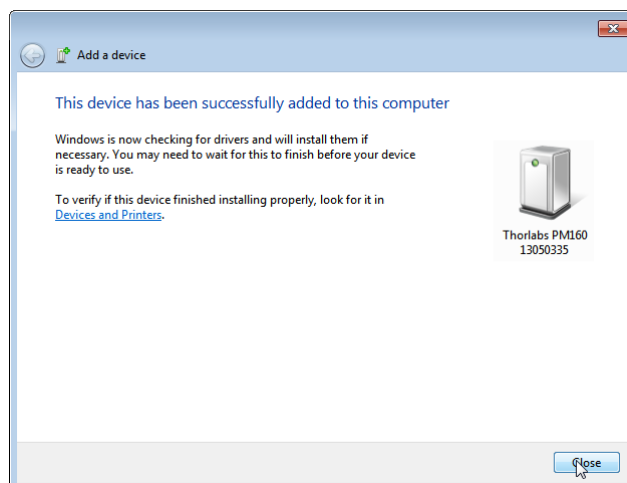 Add a device
This device has been successfully added to this computer
Windows is now checking for drivers and will install them if
necessary. You may need to wait for this to finish before your device
is ready to use.
To verify if this device finished installing properly, look for it in
Devices and Printers.
Thorlabs PM160
13050335
Close